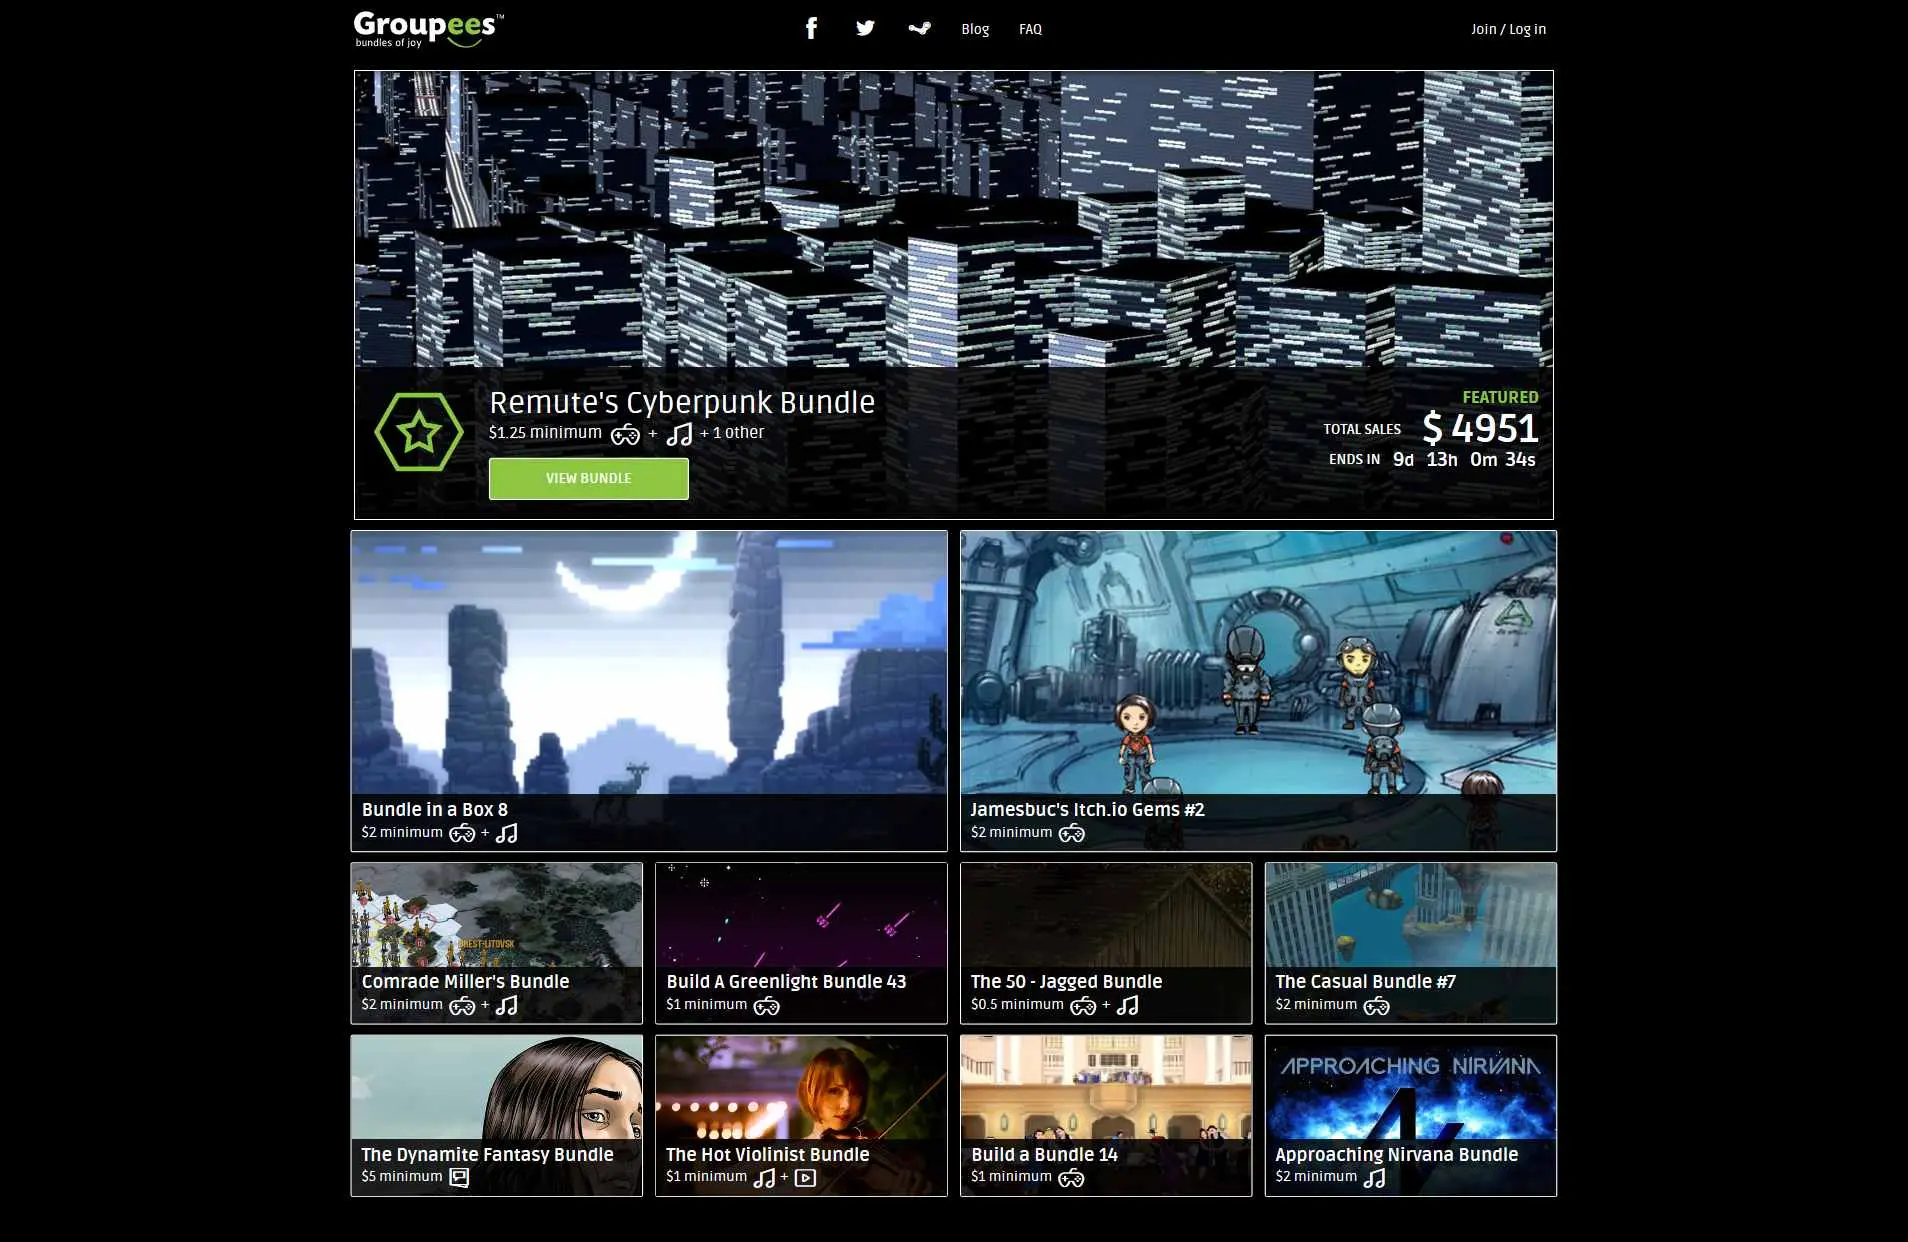 Groupees™
bundles of joy
Blog
FAQ
Join / Log in
Remute's Cyberpunk Bundle
$1.25 minimum + + 1 other
VIEW BUNDLE
FEATURED
TOTAL SALES $ 4951
ENDS IN 9d 13h 0m 34s
Bundle in a Box 8
$2 minimum +
Jamesbuc's Itch.io Gems #2
$2 minimum
BREST-LITOVSK
Comrade Miller's Bundle
$2 minimum +
Build A Greenlight Bundle 43
$1 minimum
The 50 - Jagged Bundle
$0.5 minimum +
The Casual Bundle #7
$2 minimum
The Dynamite Fantasy Bundle
$5 minimum
The Hot Violinist Bundle
$1 minimum +
Build a Bundle 14
$1 minimum
APPROACHING NIRVANA
Approaching Nirvana Bundle
$2 minimum